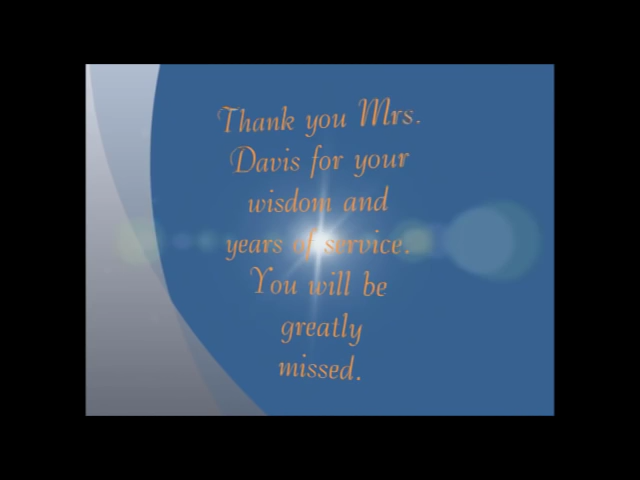 Thank you Mrs.
Davis for your
wisdom and
years of service.
You will be
greatly
missed.